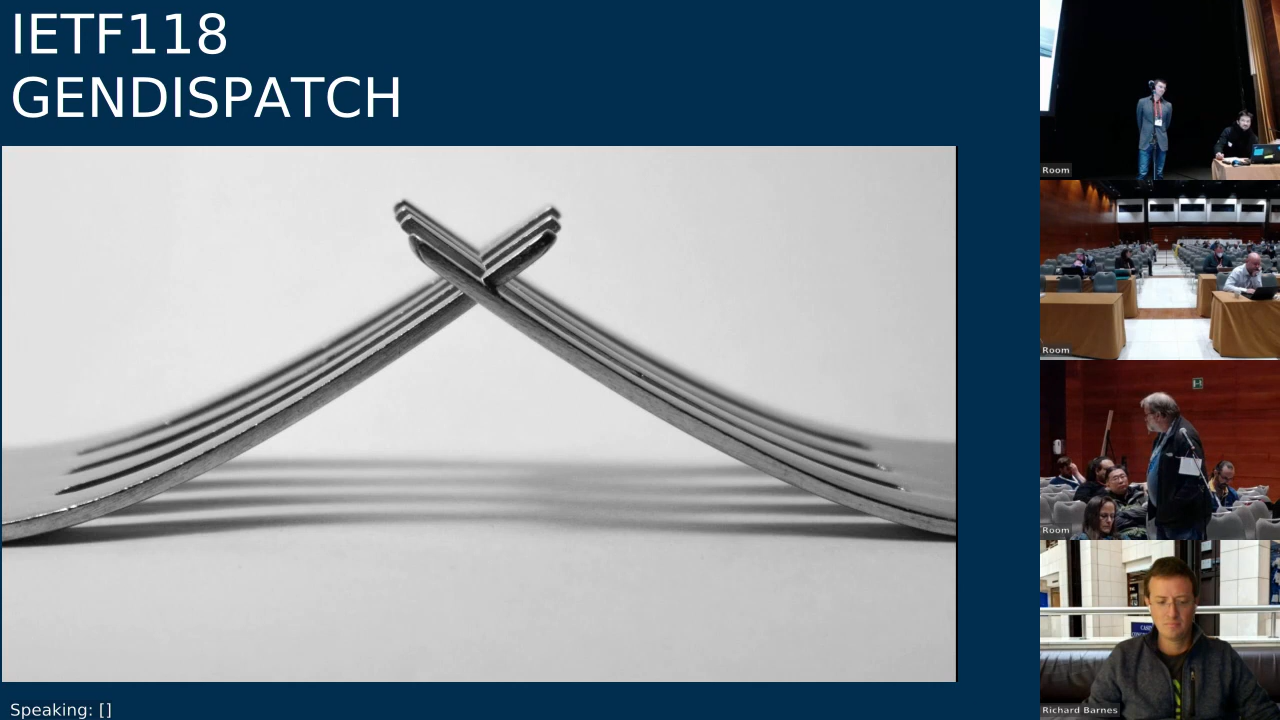 IETF118
GENDISPATCH
Room
Room
Room
Richard Barnes
Speaking: []